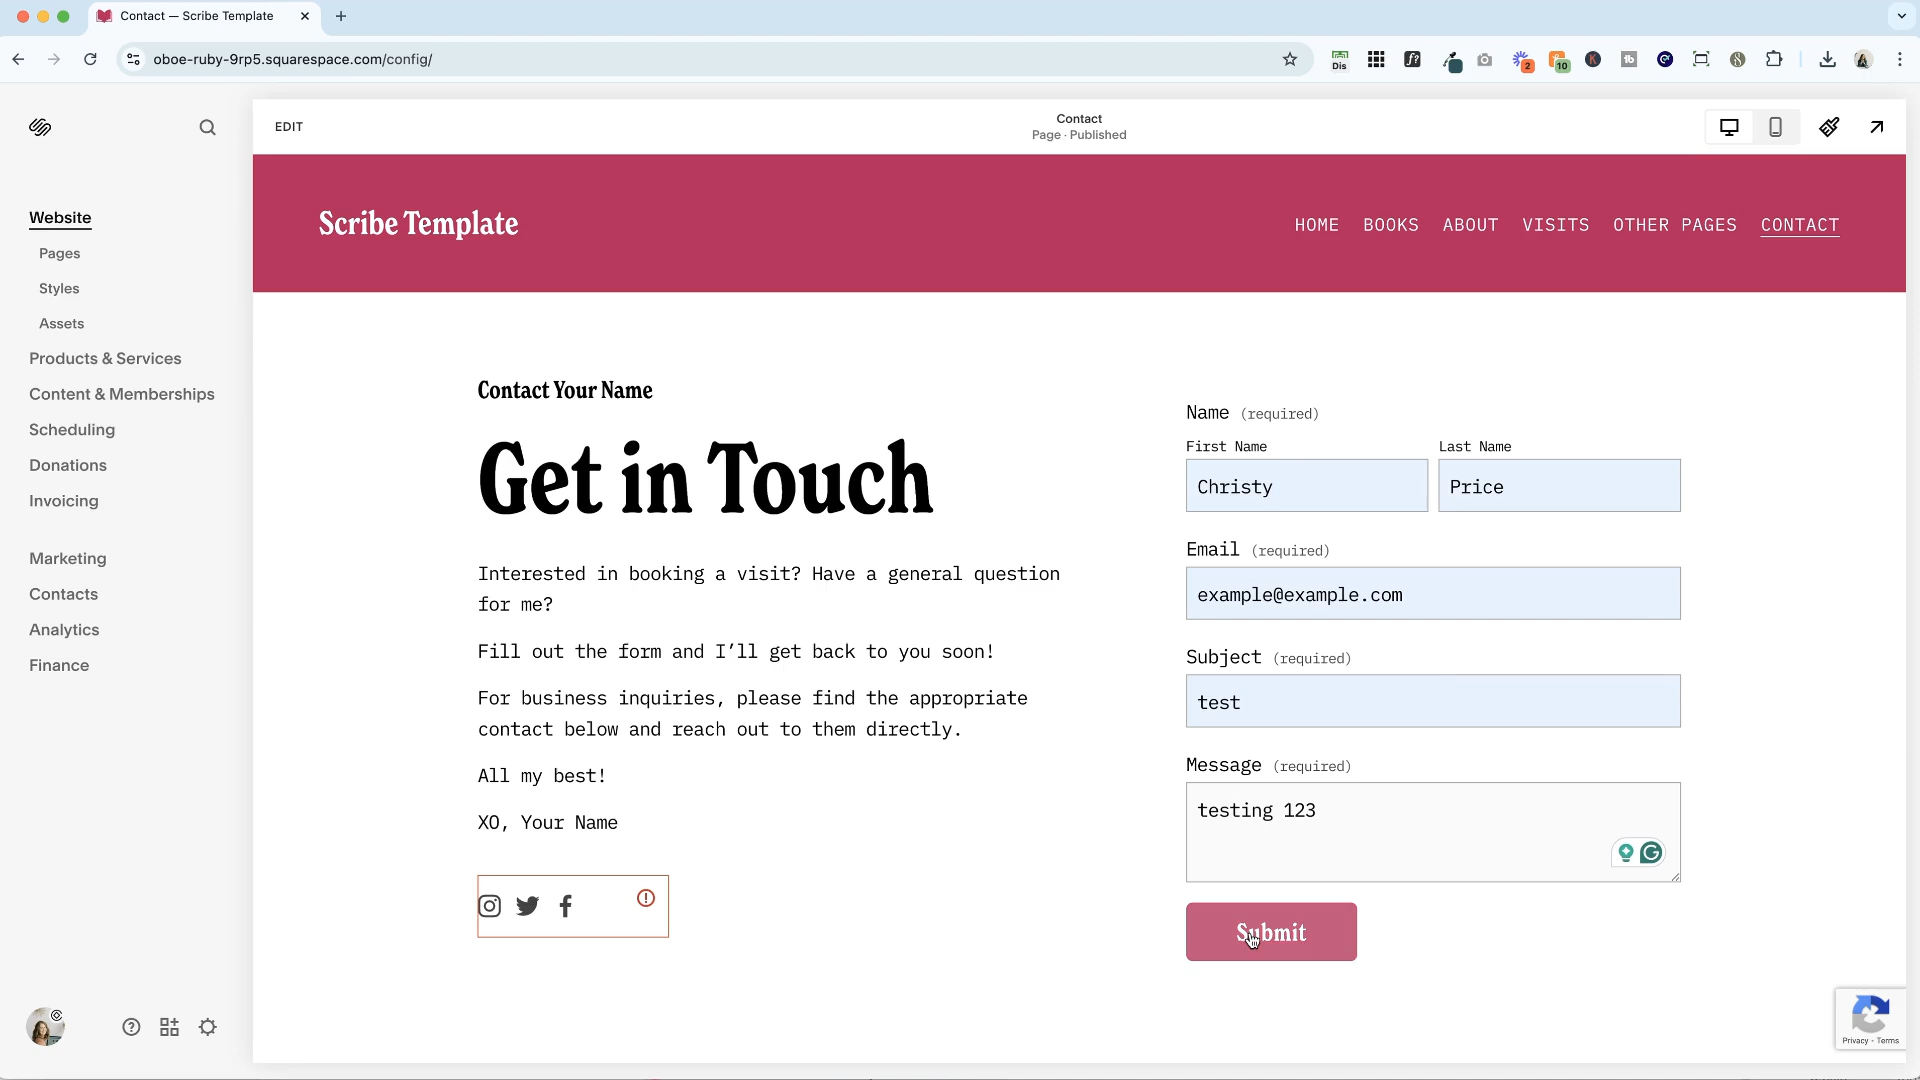 Contact — Scribe Template
oboe-ruby-9rp5.squarespace.com/config/
Dis
f?
2
10
K
tb
EDIT
Contact
Page · Published
Website
Pages
Styles
Assets
Products & Services
Content & Memberships
Scheduling
Donations
Invoicing
Marketing
Contacts
Analytics
Finance
Scribe Template
HOME BOOKS ABOUT VISITS OTHER PAGES CONTACT
Contact Your Name
Get in Touch
Interested in booking a visit? Have a general question
for me?
Fill out the form and I’ll get back to you soon!
For business inquiries, please find the appropriate
contact below and reach out to them directly.
All my best!
XO, Your Name
Name (required)
First Name Last Name
Christy Price
Email (required)
example@example.com
Subject (required)
test
Message (required)
testing 123
Submit
Privacy - Terms